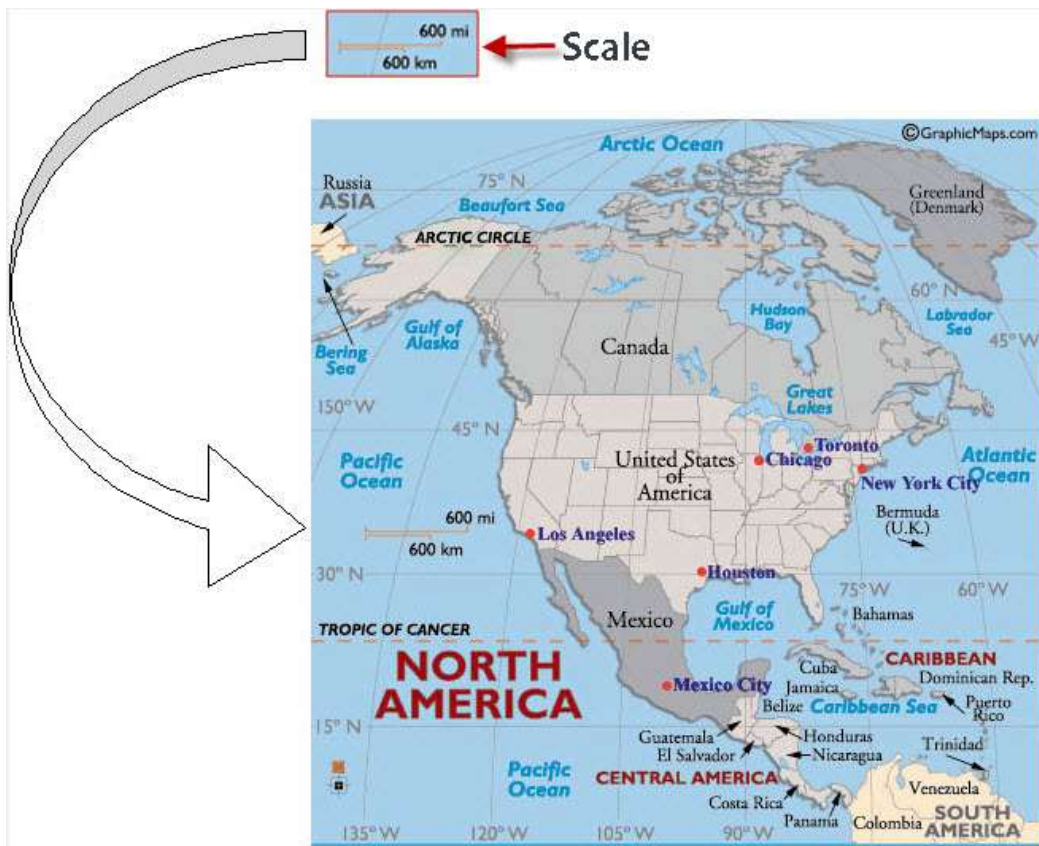 600 mi
600 km
Scale
©GraphicMaps.com
Arctic Ocean
Russia
ASIA
75° N
Beaufort Sea
Greenland
(Denmark)
ARCTIC CIRCLE
60° N
Gulf of
Alaska
Hudson
Bay
Labrador
Sea
Bering
Sea
Canada
45° W
Great
Lakes
150° W
45° N
Toronto
Pacific
Ocean
United States
of
America
Chicago
Atlantic
Ocean
New York City
Bermuda
(U.K.)
600 mi
600 km
Los Angeles
30° N
Houston
75° W
60° W
Gulf of
Mexico
Bahamas
Mexico
TROPIC OF CANCER
NORTH
AMERICA
CARIBBEAN
Cuba
Dominican Rep.
Mexico City
Jamaica
Belize
Caribbean Sea
Puerto
Rico
15° N
Guatemala
Honduras
El Salvador
Nicaragua
Trinidad
Pacific
Ocean
CENTRAL AMERICA
Venezuela
Costa Rica
Panama
Colombia
SOUTH
AMERICA
135° W
120° W
105° W
90° W